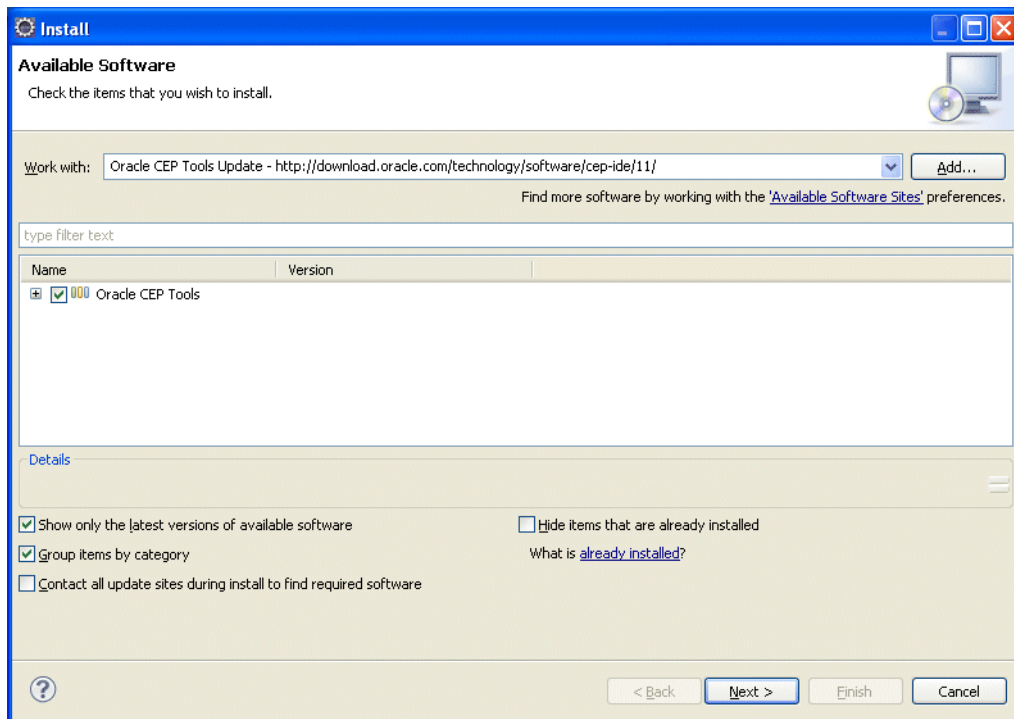 Install
Available Software
Check the items that you wish to install.
Work with: Oracle CEP Tools Update - http://download.oracle.com/technology/software/cep-ide/11/ Add...
Find more software by working with the 'Available Software Sites' preferences.
type filter text
Name Version
Oracle CEP Tools
Details
Show only the latest versions of available software Hide items that are already installed
Group items by category What is already installed?
Contact all update sites during install to find required software
? < Back Next > Finish Cancel